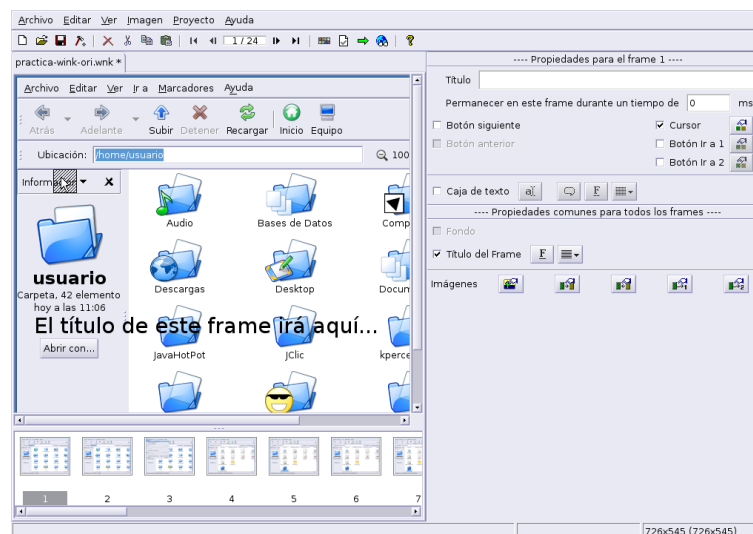 Archivo Editar Ver Imagen Proyecto Ayuda
1 / 24
practica-wink-ori.wnk *
Archivo Editar Ver Ir a Marcadores Ayuda
Atrás Adelante Subir Detener Recargar Inicio Equipo
Ubicación: /home/usuario 100
usuario
Carpeta, 42 elemento
hoy a las 11:06
Abrir con...
Audio Bases de Datos Comp
Descargas Desktop Docum
El título de este frame irá aquí...
JavaHotPot JClic kperce
1 2 3 4 5 6 7
---- Propiedades para el frame 1 ----
Título
Permanecer en este frame durante un tiempo de 0 ms
Botón siguiente Cursor
Botón anterior Botón Ir a 1
Botón Ir a 2
Caja de texto aI F
---- Propiedades comunes para todos los frames ----
Fondo
Título del Frame F
Imágenes
726x545 (726x545)